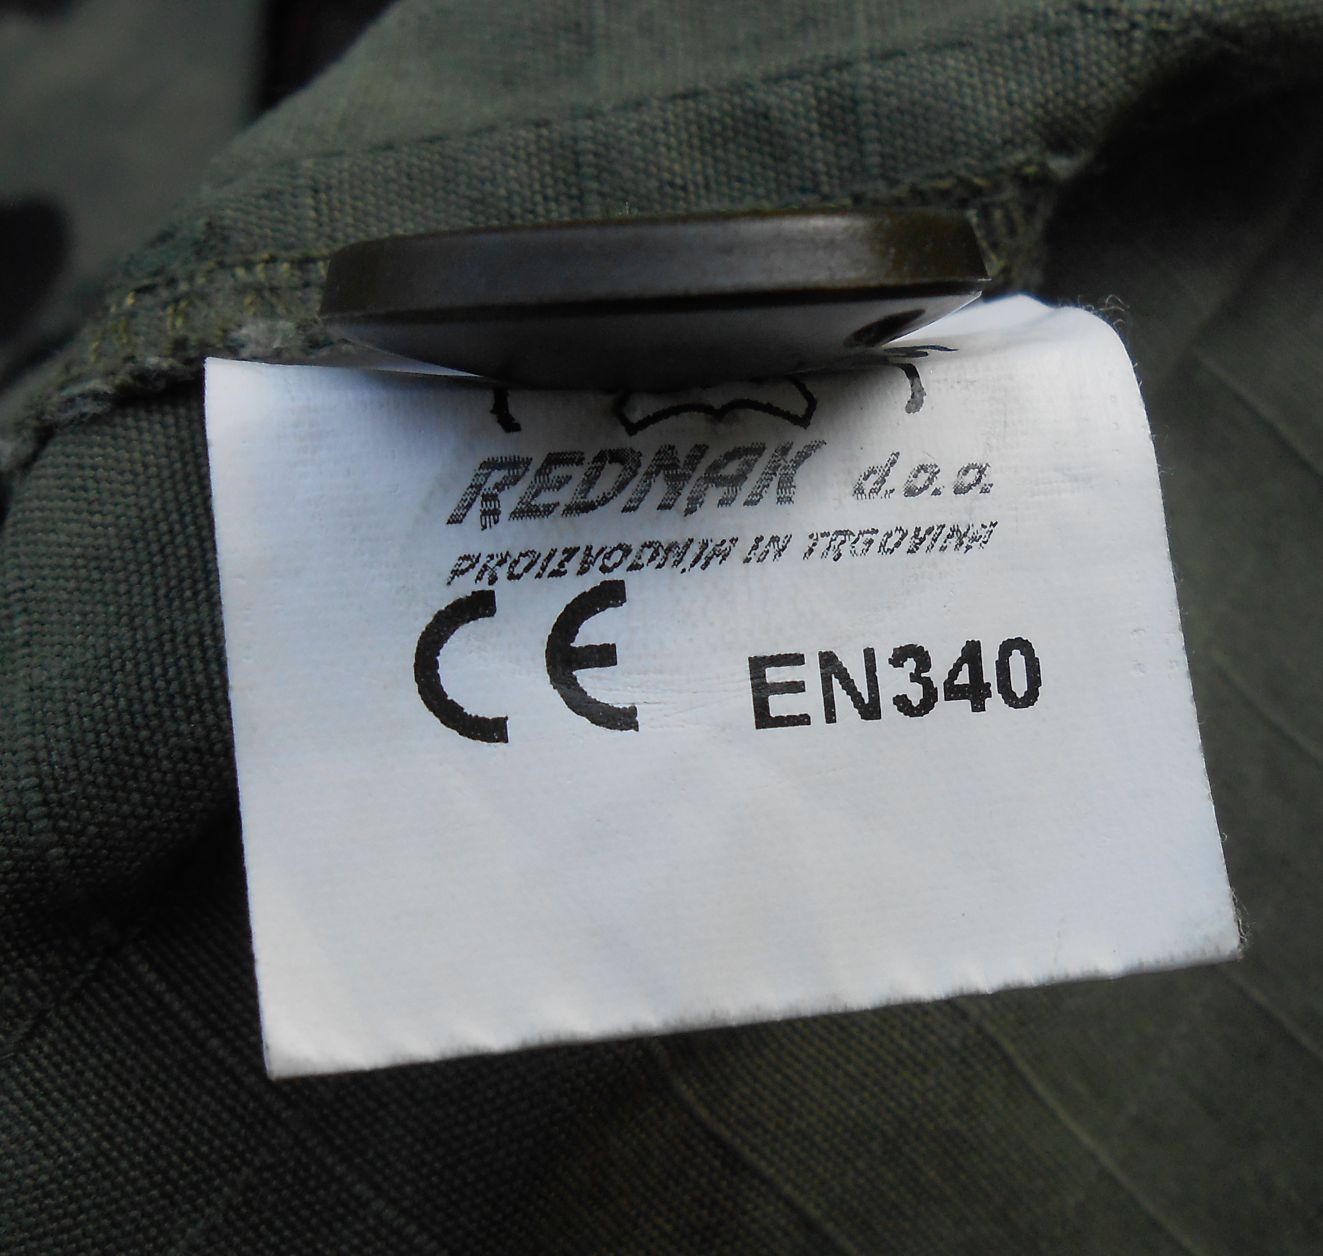 REDNAK d.o.o.
PROIZVODNJA IN TRGOVINA
CE EN340